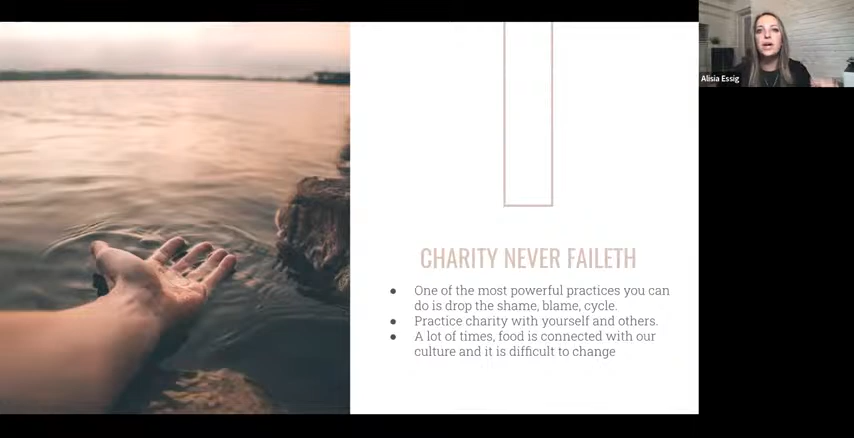 Alisia Essig
CHARITY NEVER FAILETH
● One of the most powerful practices you can
do is drop the shame, blame, cycle.
● Practice charity with yourself and others.
● A lot of times, food is connected with our
culture and it is difficult to change